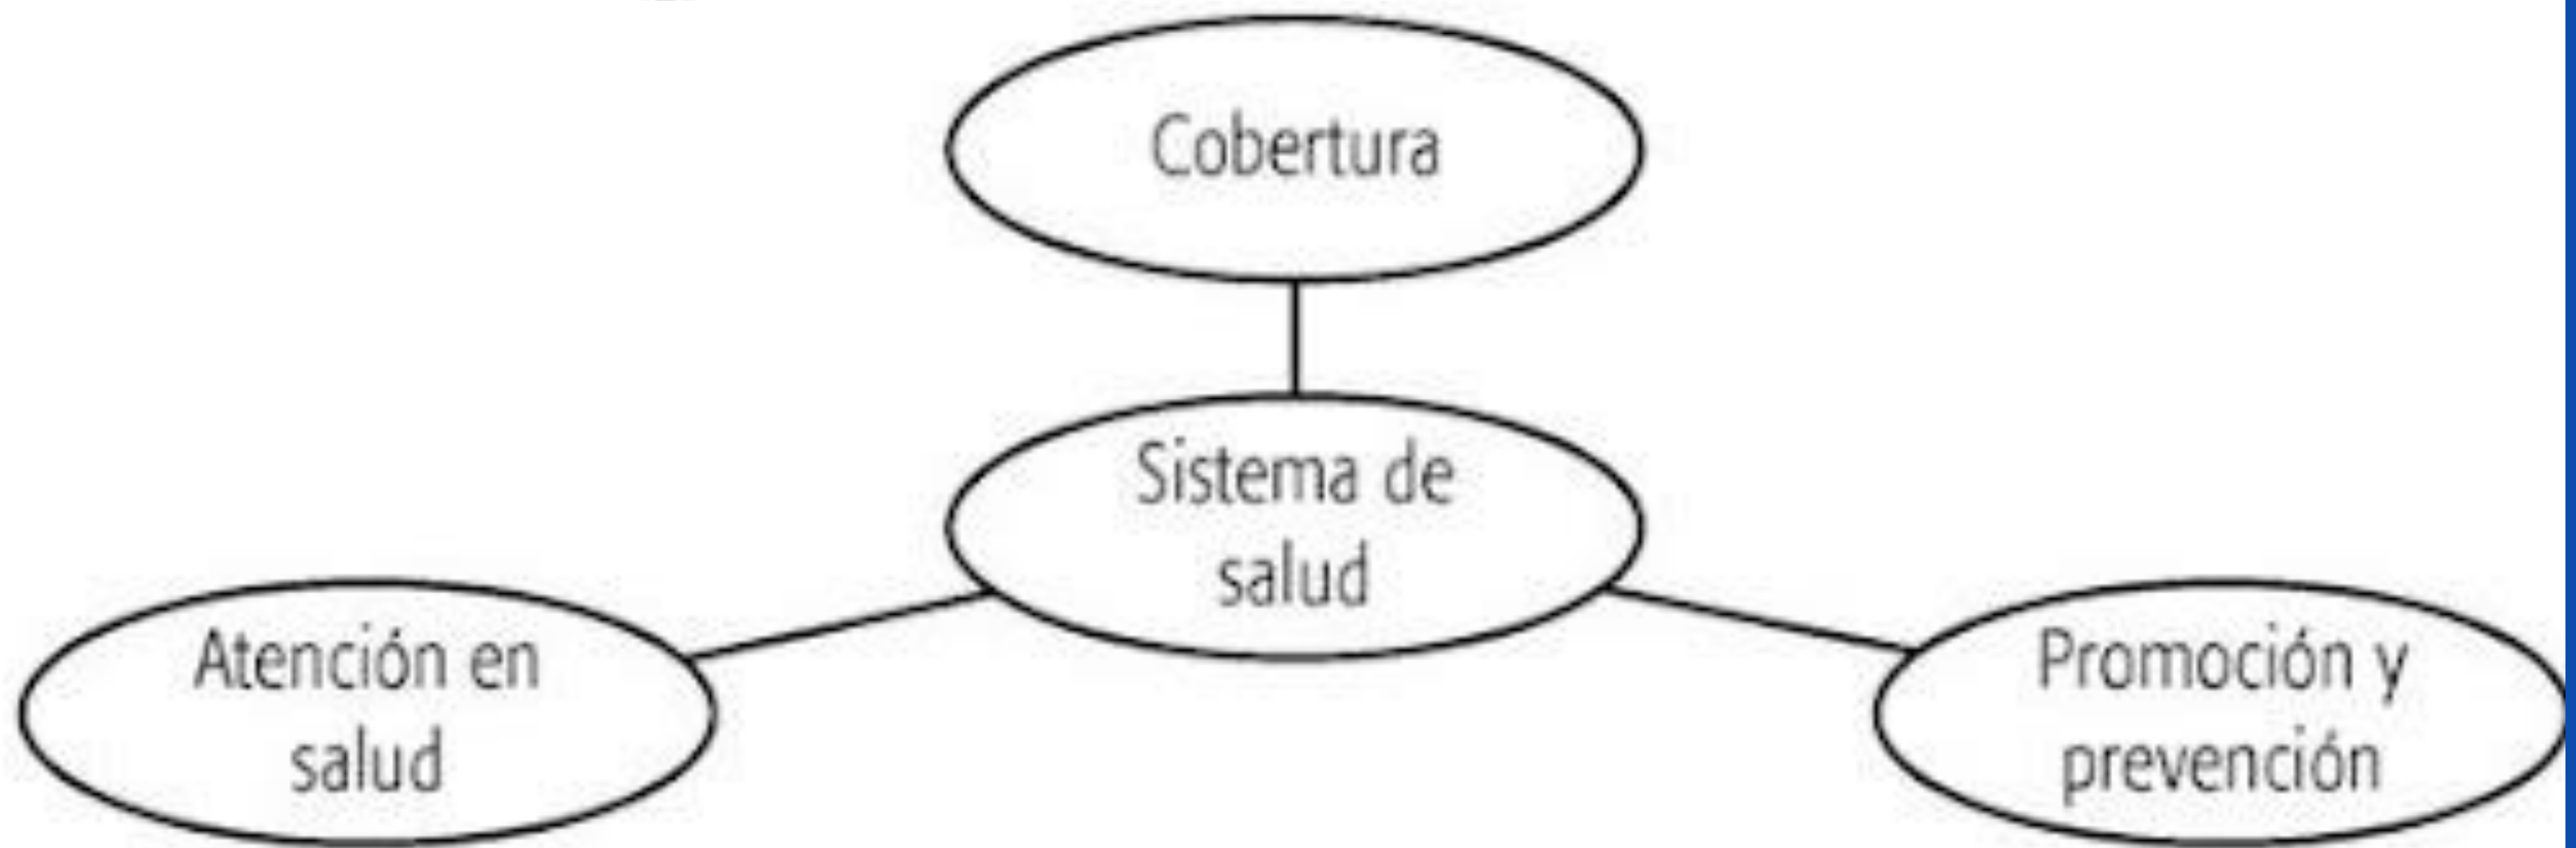 Cobertura
Sistema de
salud
Atención en
salud
Promoción y
prevención